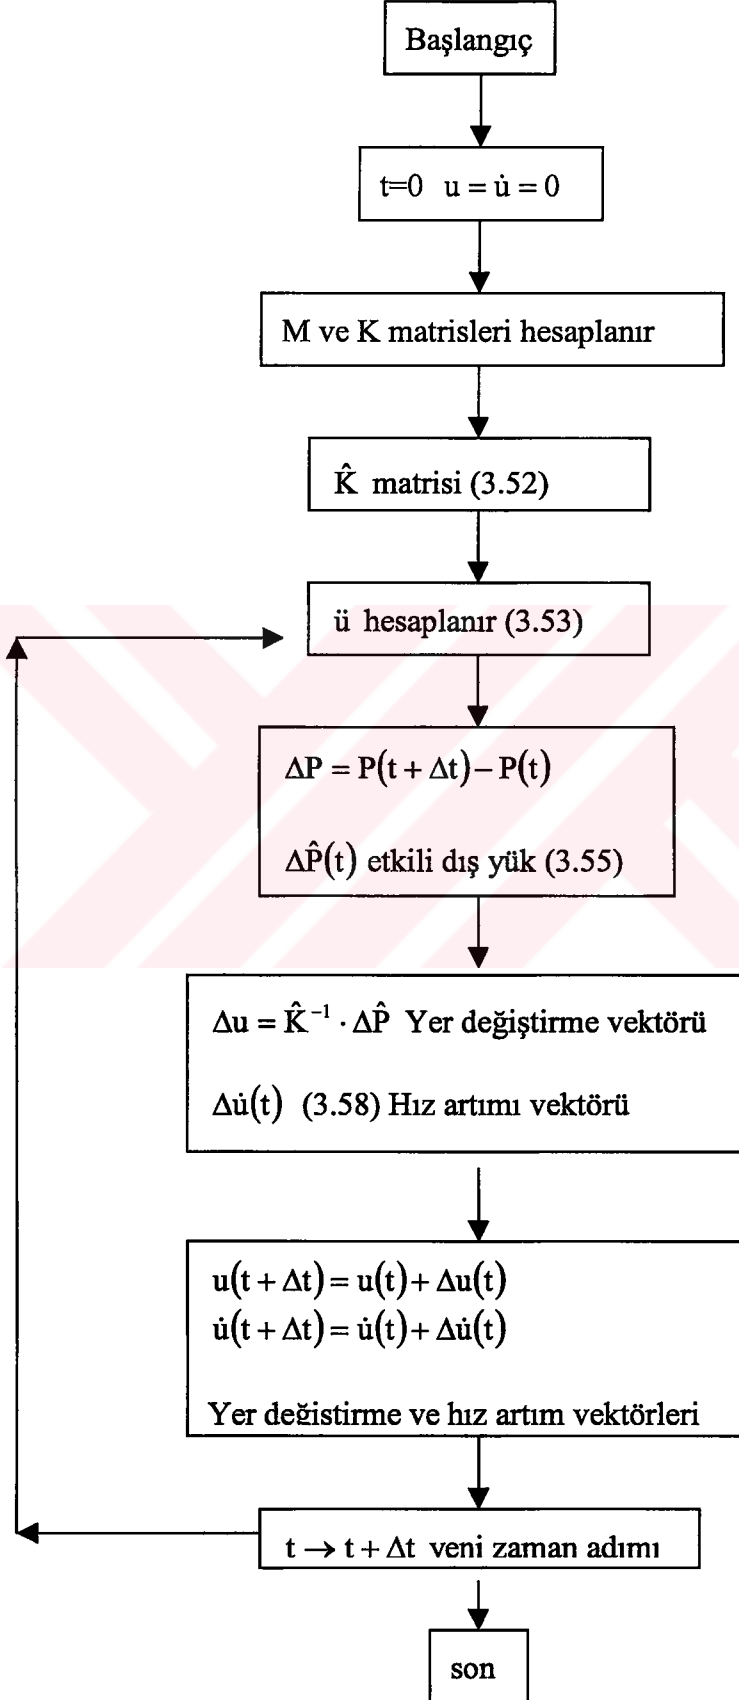 Başlangıç
t=0 u = u̇ = 0
M ve K matrisleri hesaplanır
K̂ matrisi (3.52)
ü hesaplanır (3.53)
ΔP = P(t + Δt) − P(t)
ΔP̂(t) etkili dış yük (3.55)
Δu = K̂⁻¹ · ΔP̂ Yer değiştirme vektörü
Δu̇(t) (3.58) Hız artımı vektörü
u(t + Δt) = u(t) + Δu(t)
u̇(t + Δt) = u̇(t) + Δu̇(t)
Yer değiştirme ve hız artım vektörleri
t → t + Δt yeni zaman adımı
son